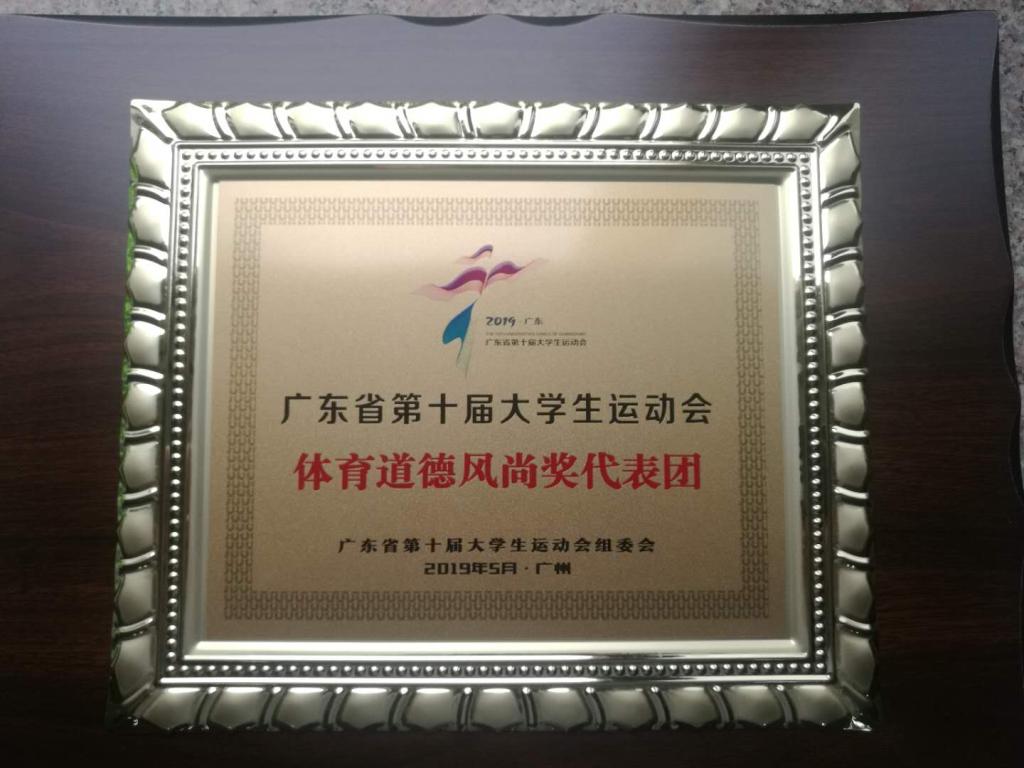 2019·广东
广东省第十届大学生运动会
广东省第十届大学生运动会
体育道德风尚奖代表团
广东省第十届大学生运动会组委会
2019年5月·广州